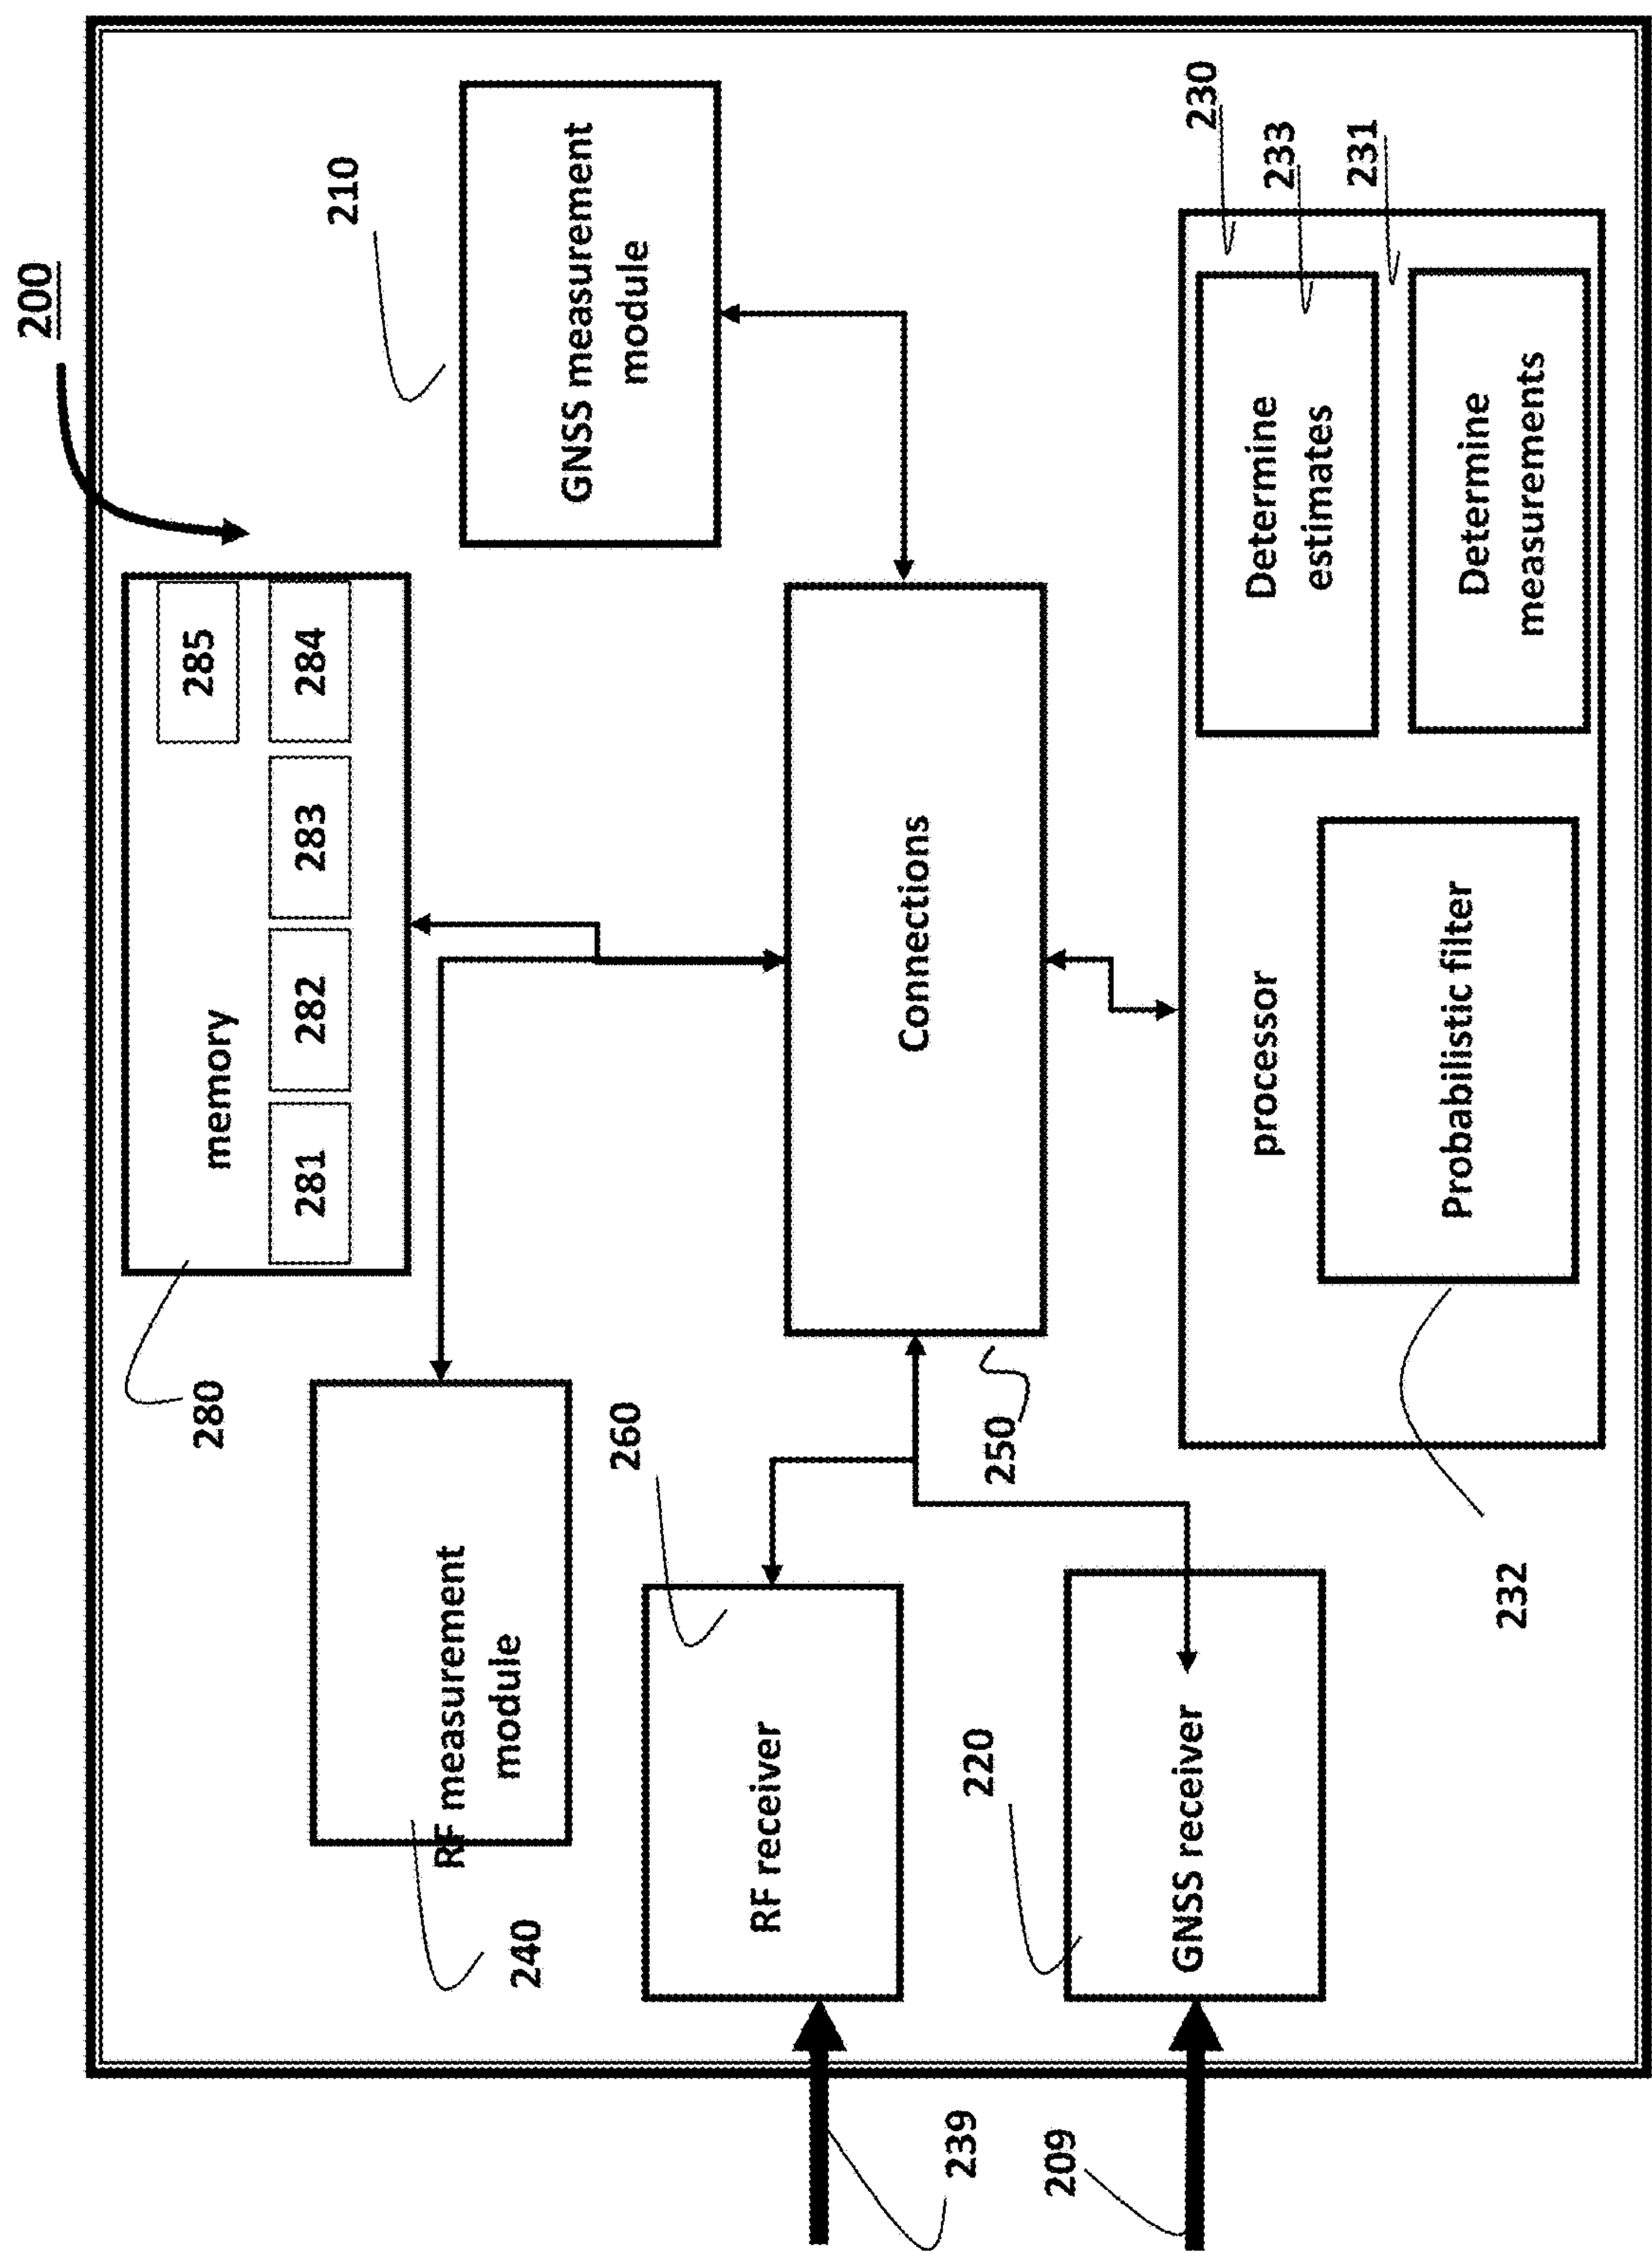 200
memory
285
281
282
283
284
280
210
GNSS measurement
module
RF measurement
module
240
260
RF receiver
239
Connections
250
220
GNSS receiver
209
processor
230
Determine
estimates
233
231
Determine
measurements
Probabilistic filter
232